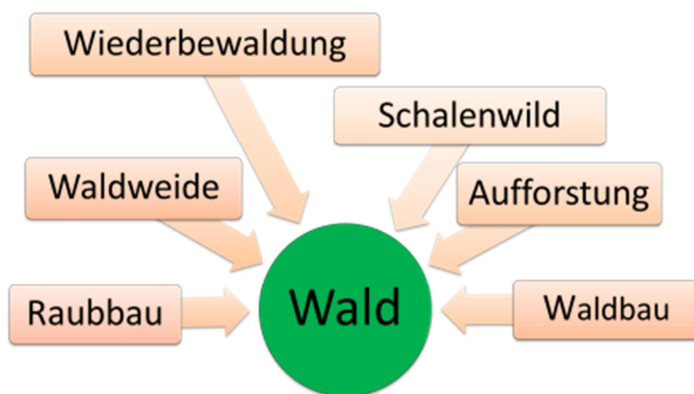 Wiederbewaldung
Schalenwild
Waldweide
Aufforstung
Raubbau
Wald
Waldbau